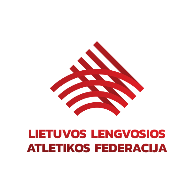 LIETUVOS LENGVOSIOS
ATLETIKOS FEDERACIJA